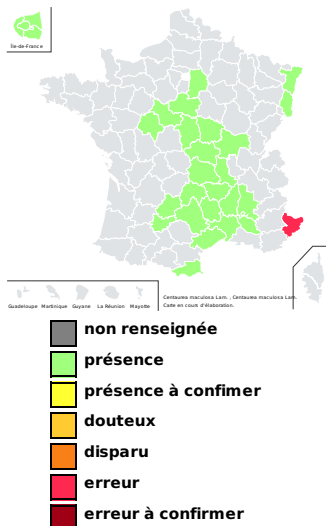 Île-de-France
Guadeloupe Martinique Guyane La Réunion Mayotte
Centaurea maculosa Lam. , Centaurea maculosa Lam.
Carte en cours d'élaboration.
non renseignée
présence
présence à confimer
douteux
disparu
erreur
erreur à confirmer